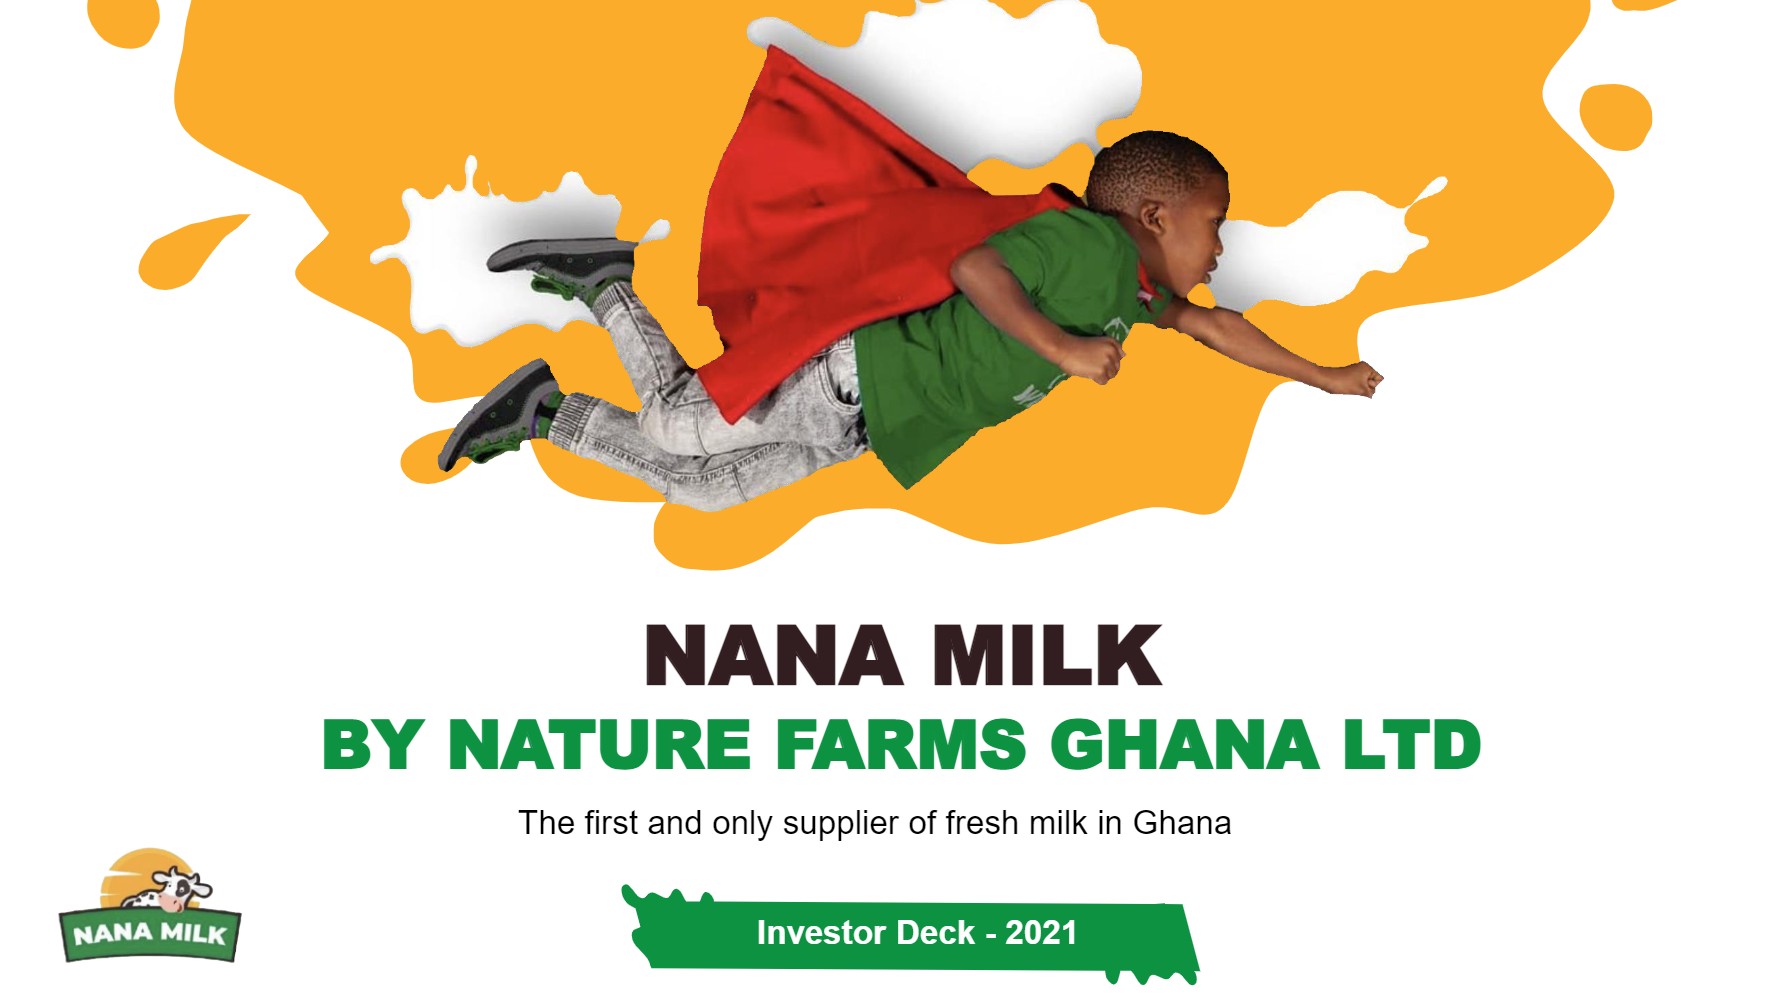 NANA MILK
BY NATURE FARMS GHANA LTD
The first and only supplier of fresh milk in Ghana
NANA MILK
Investor Deck - 2021